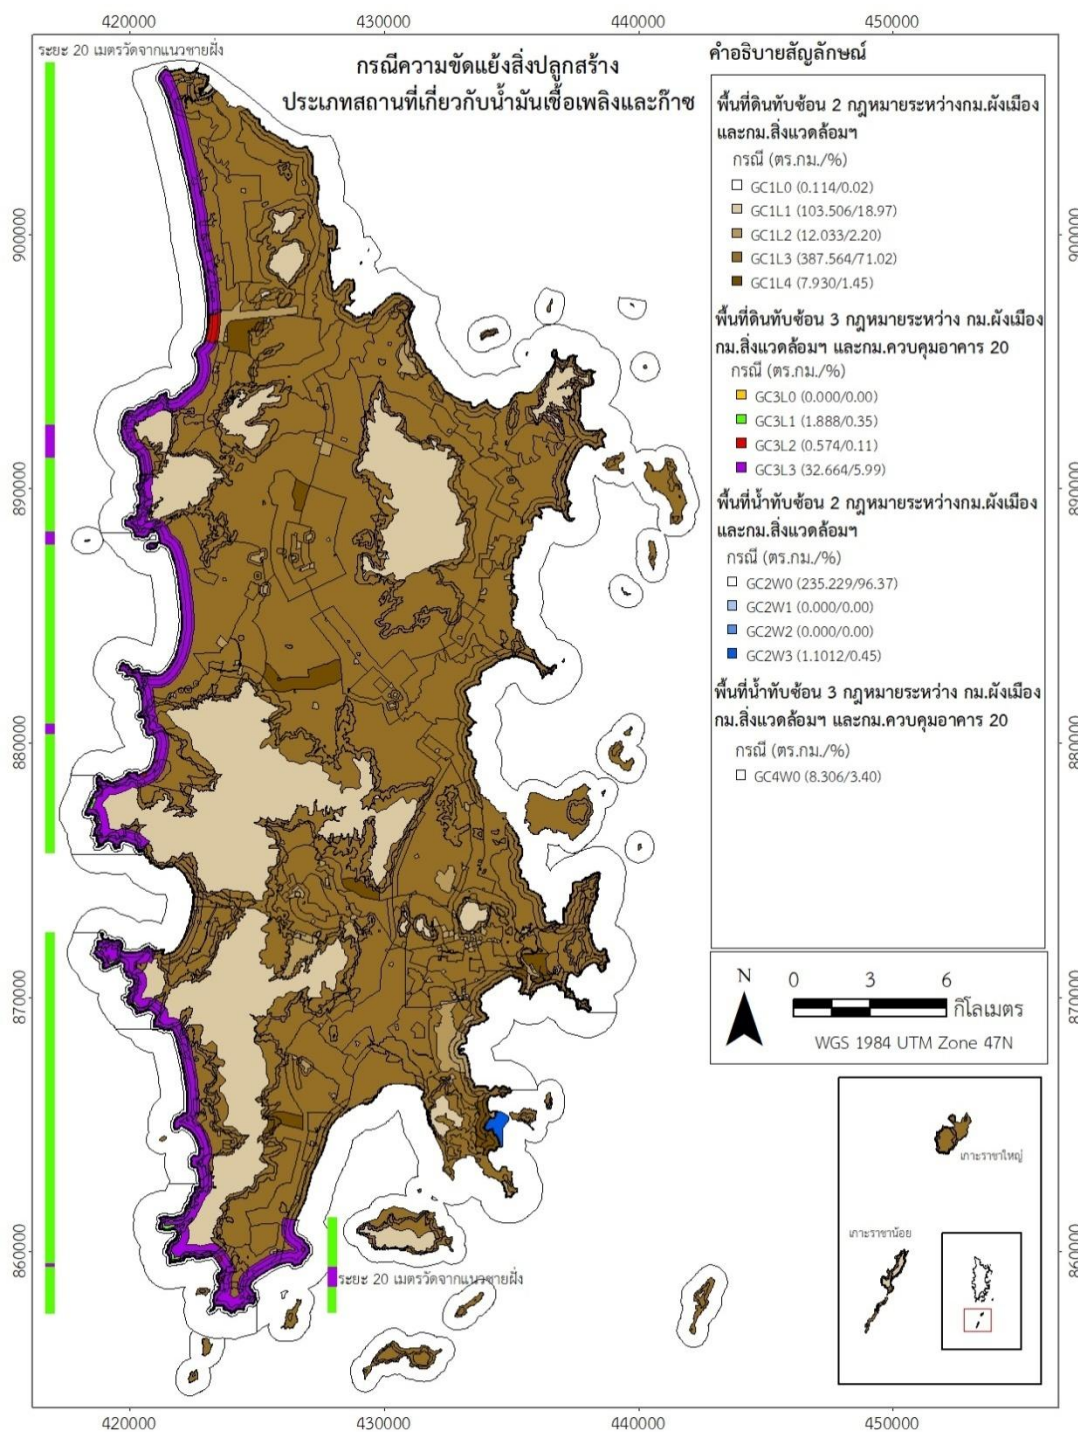 420000 430000 440000 450000
ระยะ 20 เมตรวัดจากแนวชายฝั่ง
กรณีความขัดแย้งสิ่งปลูกสร้าง
ประเภทสถานที่เกี่ยวกับน้ำมันเชื้อเพลิงและก๊าซ
คำอธิบายสัญลักษณ์
พื้นที่ดินทับซ้อน 2 กฎหมายระหว่างกม.ผังเมือง
และกม.สิ่งแวดล้อมฯ
กรณี (ตร.กม./%)
GC1L0 (0.114/0.02)
GC1L1 (103.506/18.97)
GC1L2 (12.033/2.20)
GC1L3 (387.564/71.02)
GC1L4 (7.930/1.45)
พื้นที่ดินทับซ้อน 3 กฎหมายระหว่าง กม.ผังเมือง
กม.สิ่งแวดล้อมฯ และกม.ควบคุมอาคาร 20
กรณี (ตร.กม./%)
GC3L0 (0.000/0.00)
GC3L1 (1.888/0.35)
GC3L2 (0.574/0.11)
GC3L3 (32.664/5.99)
พื้นที่น้ำทับซ้อน 2 กฎหมายระหว่างกม.ผังเมือง
และกม.สิ่งแวดล้อมฯ
กรณี (ตร.กม./%)
GC2W0 (235.229/96.37)
GC2W1 (0.000/0.00)
GC2W2 (0.000/0.00)
GC2W3 (1.1012/0.45)
พื้นที่น้ำทับซ้อน 3 กฎหมายระหว่าง กม.ผังเมือง
กม.สิ่งแวดล้อมฯ และกม.ควบคุมอาคาร 20
กรณี (ตร.กม./%)
GC4W0 (8.306/3.40)
N
0 3 6
กิโลเมตร
WGS 1984 UTM Zone 47N
เกาะราชาใหญ่
เกาะราชาน้อย
ระยะ 20 เมตรวัดจากแนวชายฝั่ง
900000 900000
890000 890000
880000 880000
870000 870000
860000 860000
420000 430000 440000 450000